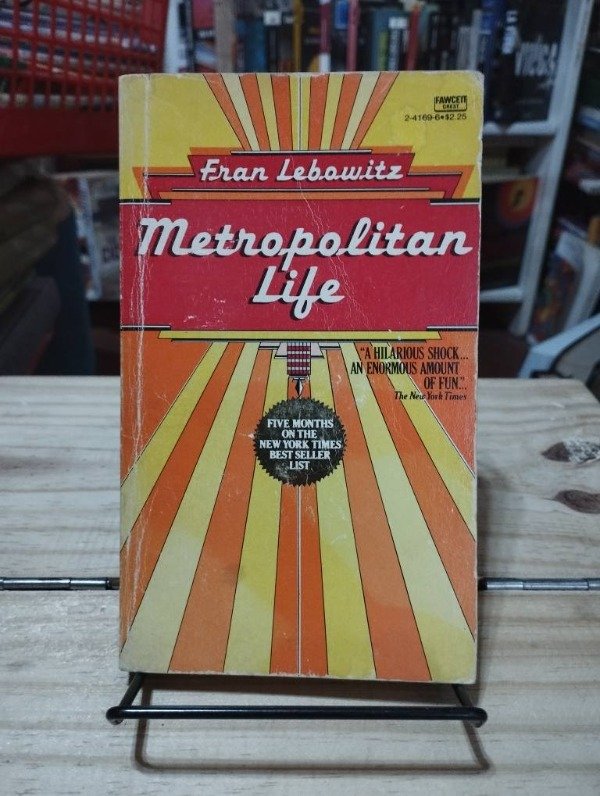 FAWCETT
CREST
2-4169-6•$2.25
Fran Lebowitz
Metropolitan
Life
"A HILARIOUS SHOCK...
AN ENORMOUS AMOUNT
OF FUN."
The New York Times
FIVE MONTHS
ON THE
NEW YORK TIMES
BEST SELLER
LIST